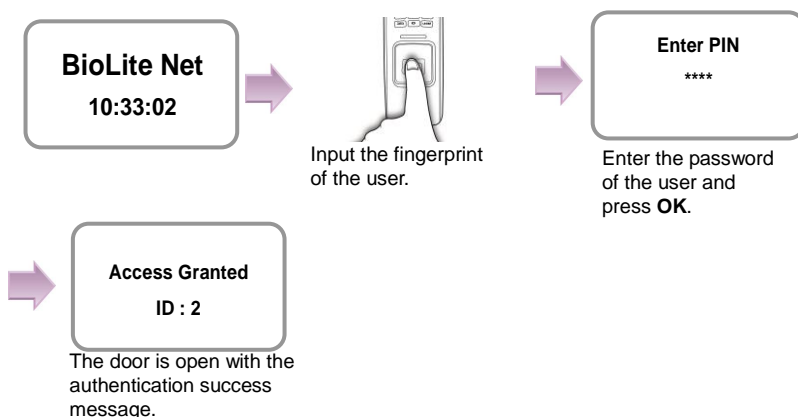 BioLite Net
10:33:02
Input the fingerprint
of the user.
Enter PIN
****
Enter the password
of the user and
press OK.
Access Granted
ID : 2
The door is open with the
authentication success
message.